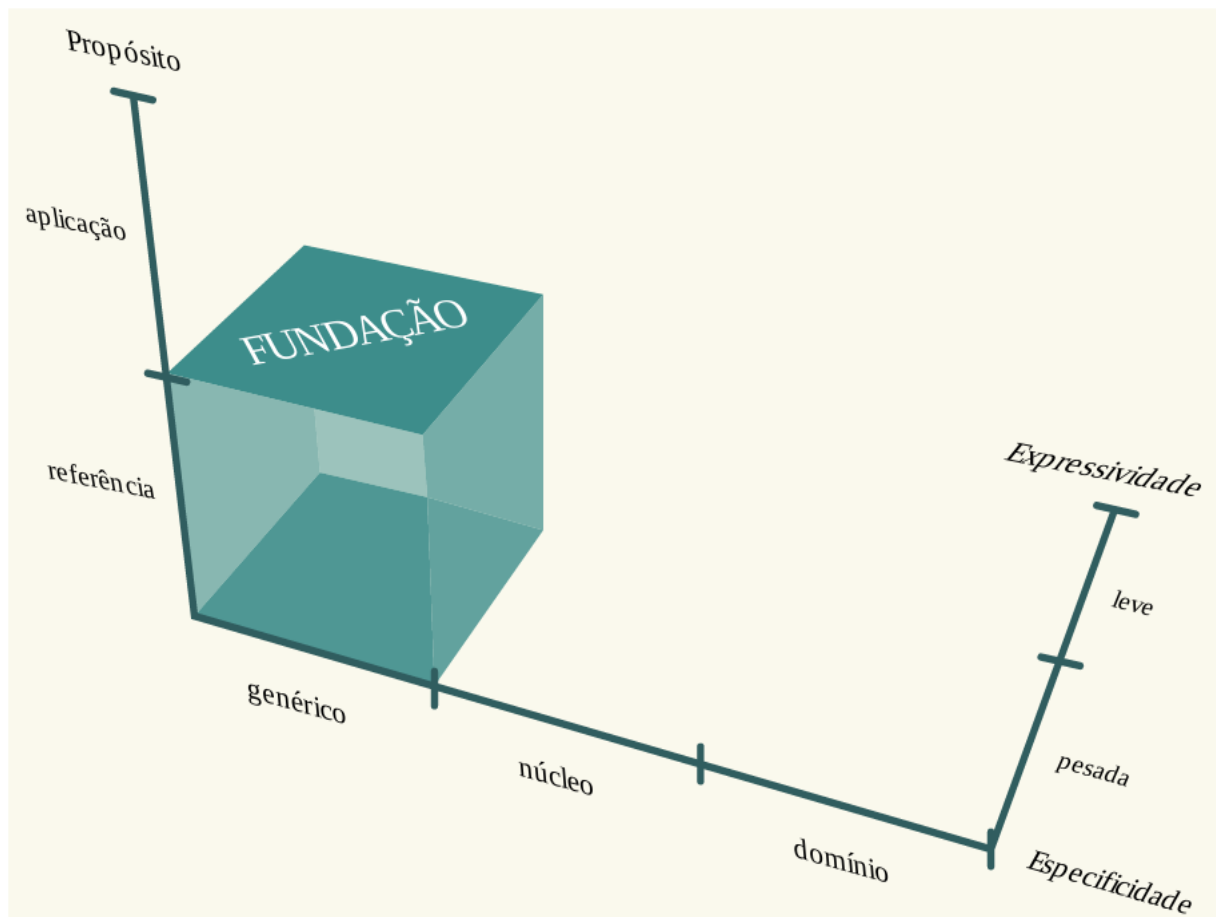 Propósito
aplicação
FUNDAÇÃO
referência
Expressividade
leve
genérico
núcleo
pesada
domínio
Especificidade